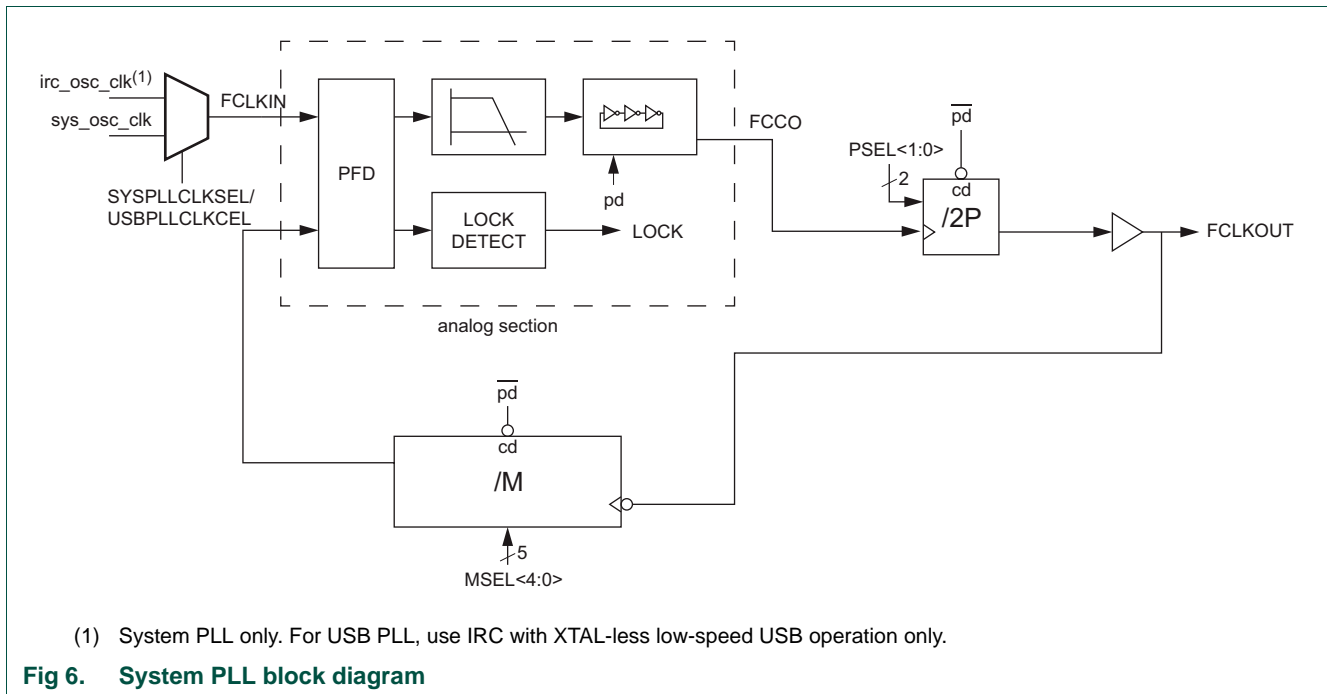 irc_osc_clk(1)
sys_osc_clk
FCLKIN
SYSPLLCLKSEL/
USBPLLCLKCEL
PFD
LOCK
DETECT
LOCK
pd
FCCO
analog section
pd
PSEL<1:0>
2
cd
/2P
FCLKOUT
pd
cd
/M
5
MSEL<4:0>
(1) System PLL only. For USB PLL, use IRC with XTAL-less low-speed USB operation only.
Fig 6. System PLL block diagram